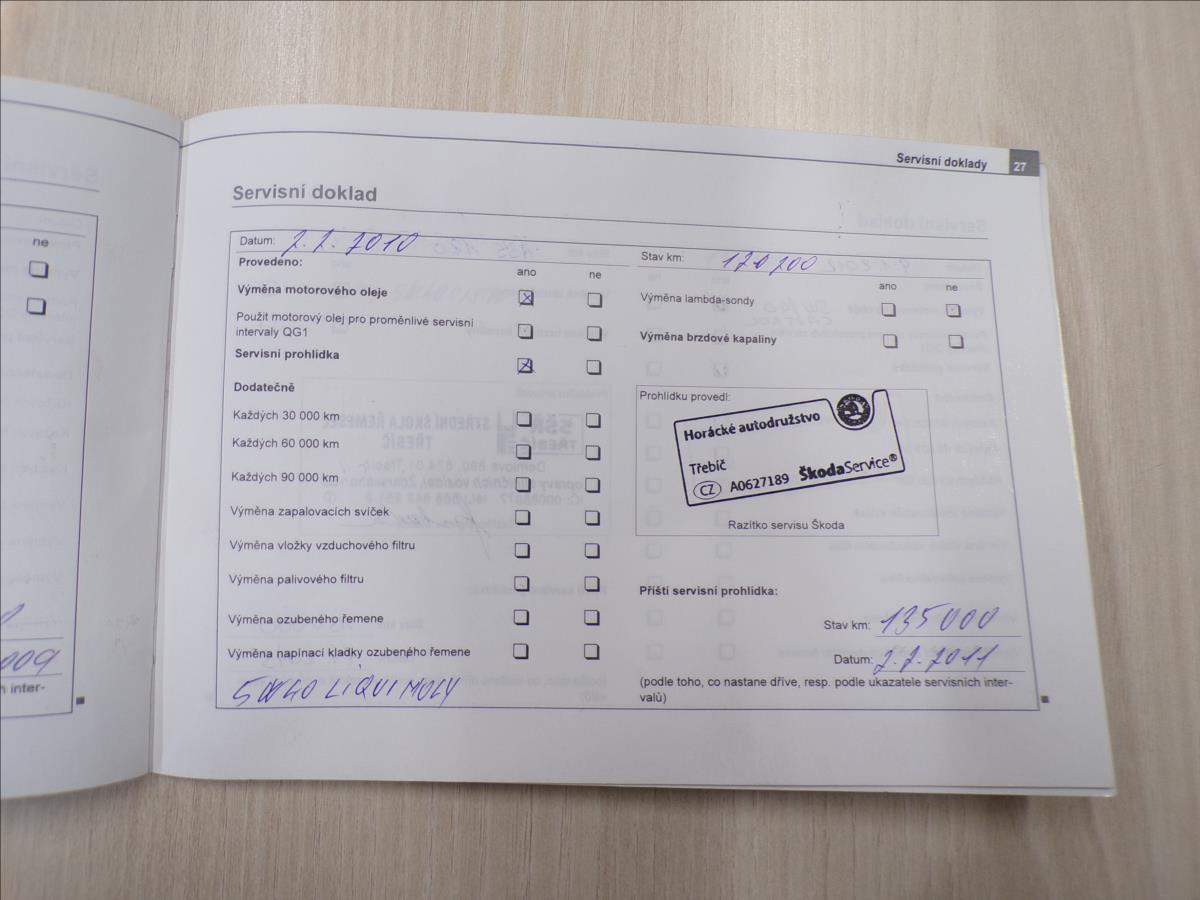 ne
009
h inter-
Servisní doklady 27
Servisní doklad
Datum: 2. 2. 2010
Stav km: 120 200
Provedeno: ano ne
ano ne
Výměna motorového oleje
Výměna lambda-sondy
Použit motorový olej pro proměnlivé servisní
intervaly QG1
Výměna brzdové kapaliny
Servisní prohlídka
Dodatečně
Každých 30 000 km
Každých 60 000 km
Každých 90 000 km
Výměna zapalovacích svíček
Výměna vložky vzduchového filtru
Výměna palivového filtru
Výměna ozubeného řemene
Výměna napínací kladky ozubeného řemene
5W40 LIQUI MOLY
Prohlídku provedl:
Horácké autodružstvo
Třebíč
CZ A0627189 ŠkodaService®
Razítko servisu Škoda
Příští servisní prohlídka:
Stav km: 135 000
Datum: 2. 2. 2011
(podle toho, co nastane dříve, resp. podle ukazatele servisních inter-
valů)